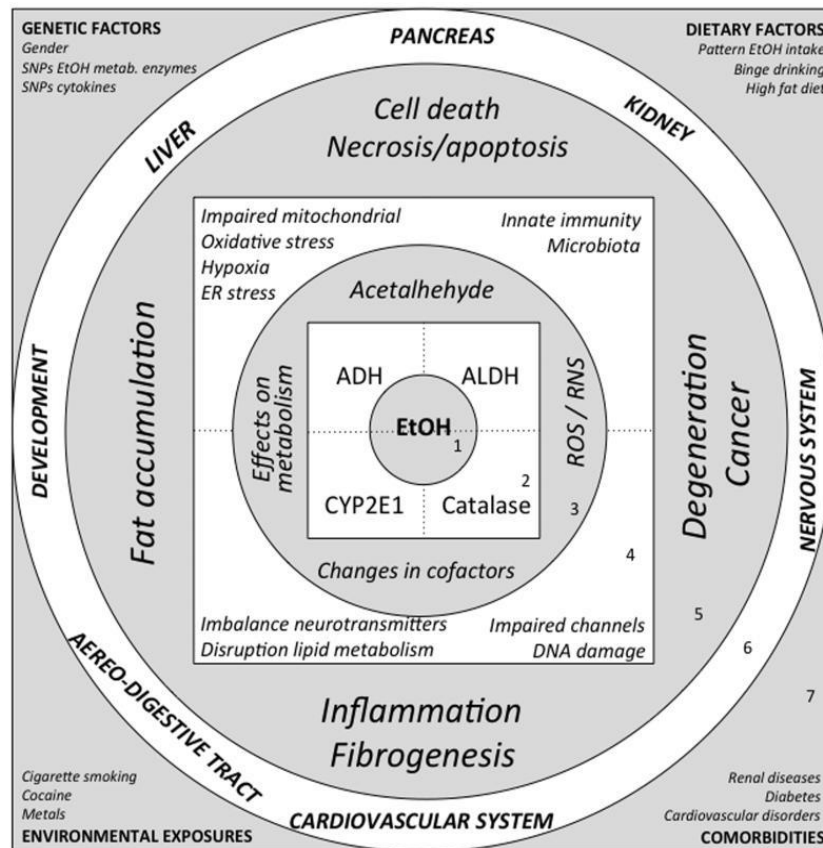 GENETIC FACTORS
Gender
SNPs EtOH metab. enzymes
SNPs cytokines
DIETARY FACTORS
Pattern EtOH intake
Binge drinking
High fat diet
PANCREAS
LIVER
KIDNEY
Cell death
Necrosis/apoptosis
Impaired mitochondrial
Oxidative stress
Hypoxia
ER stress
Innate immunity
Microbiota
Acetalhehyde
DEVELOPMENT
Fat accumulation
Effects on
metabolism
ADH
ALDH
EtOH
1
2
CYP2E1
Catalase
ROS / RNS
3
4
Degeneration
Cancer
NERVOUS SYSTEM
Changes in cofactors
Imbalance neurotransmitters
Disruption lipid metabolism
Impaired channels
DNA damage
5
6
7
AEREO-DIGESTIVE TRACT
Inflammation
Fibrogenesis
CARDIOVASCULAR SYSTEM
Cigarette smoking
Cocaine
Metals
ENVIRONMENTAL EXPOSURES
Renal diseases
Diabetes
Cardiovascular disorders
COMORBIDITIES